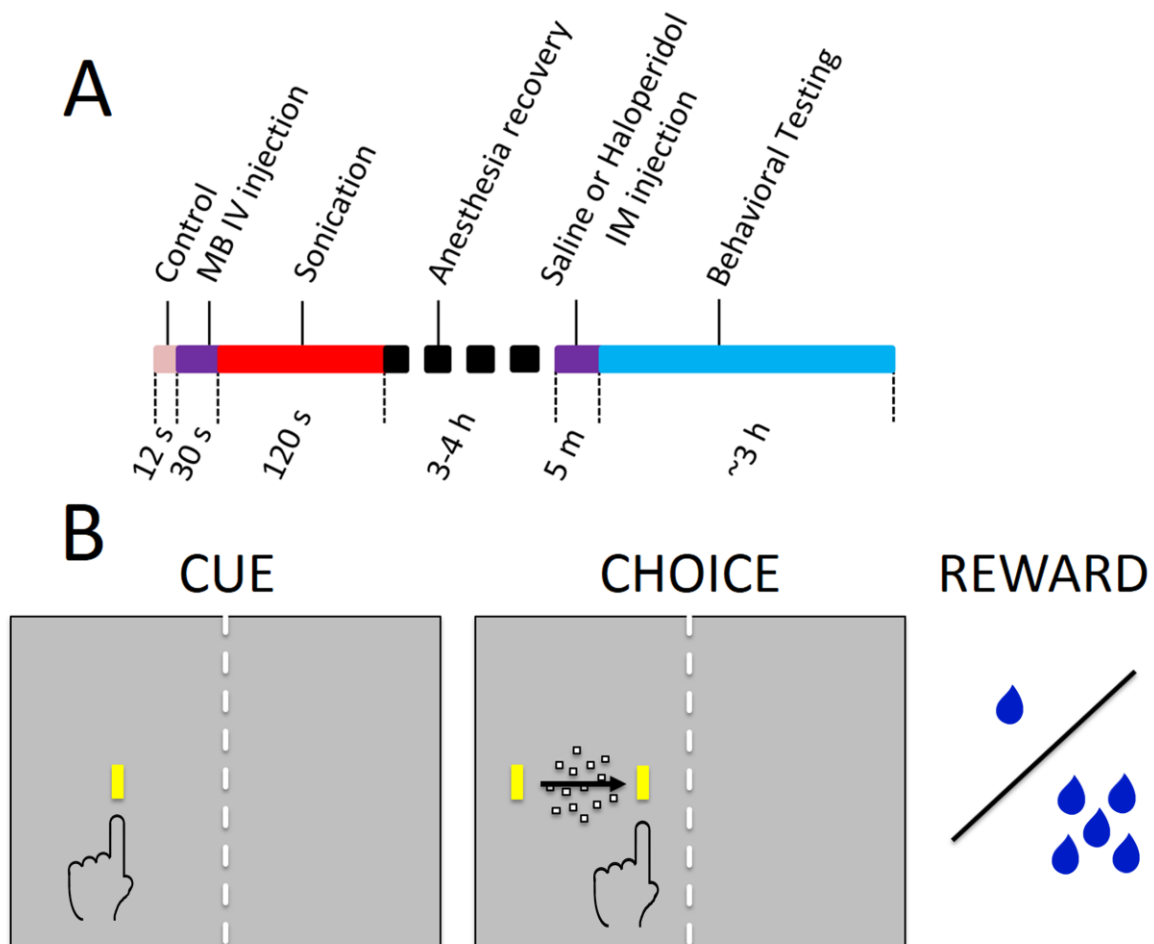 A
Control
MB IV injection
Sonication
Anesthesia recovery
Saline or Haloperidol
IM injection
Behavioral Testing
12 s
30 s
120 s
3-4 h
5 m
~3 h
B
CUE
CHOICE
REWARD